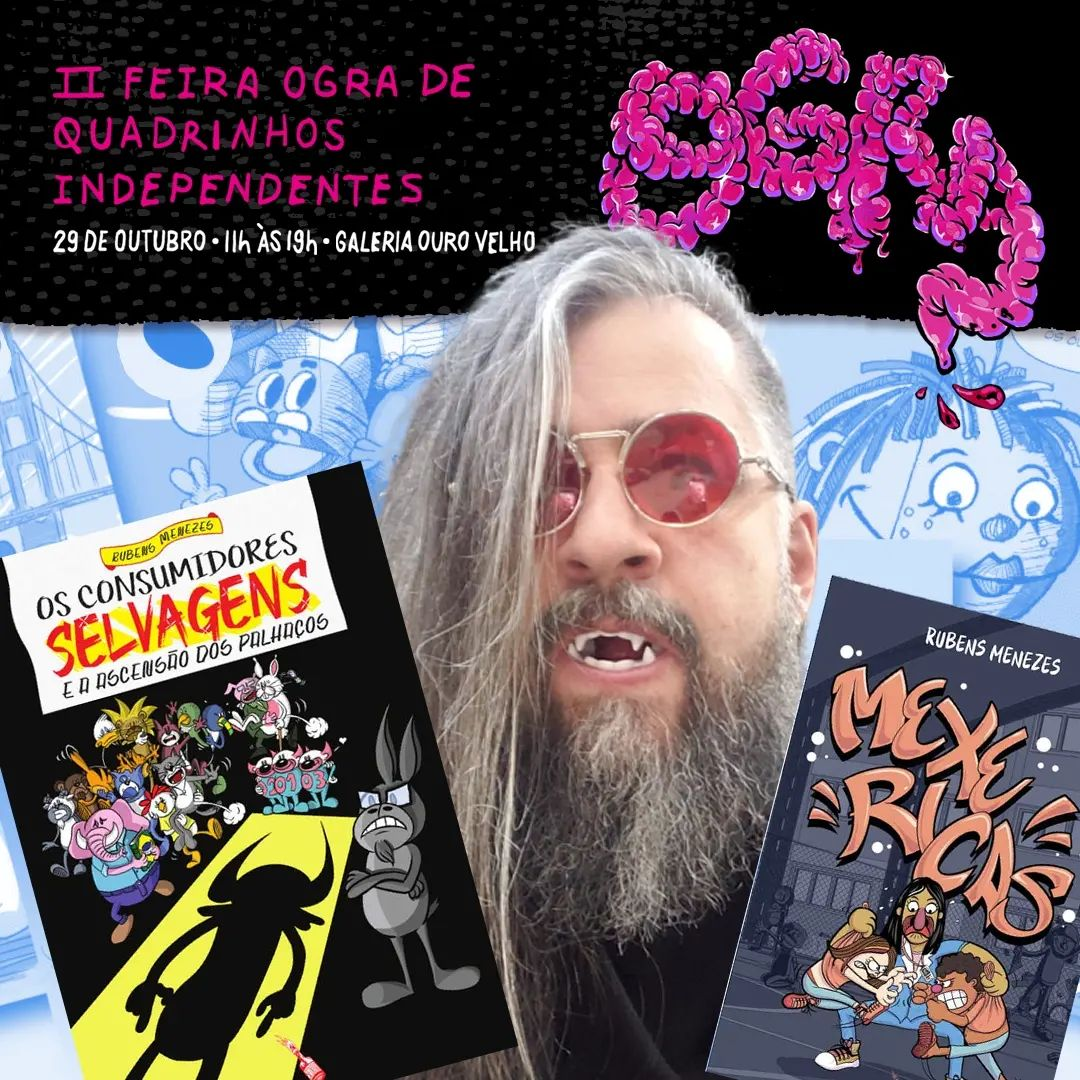 II FEIRA OGRA DE
QUADRINHOS
INDEPENDENTES
29 DE OUTUBRO • 11h ÀS 19h • GALERIA OURO VELHO
OGRA
RUBENS MENEZES
OS CONSUMIDORES
SELVAGENS
E A ASCENSÃO DOS PALHAÇOS
RUBENS MENEZES
MEXE
RICAS